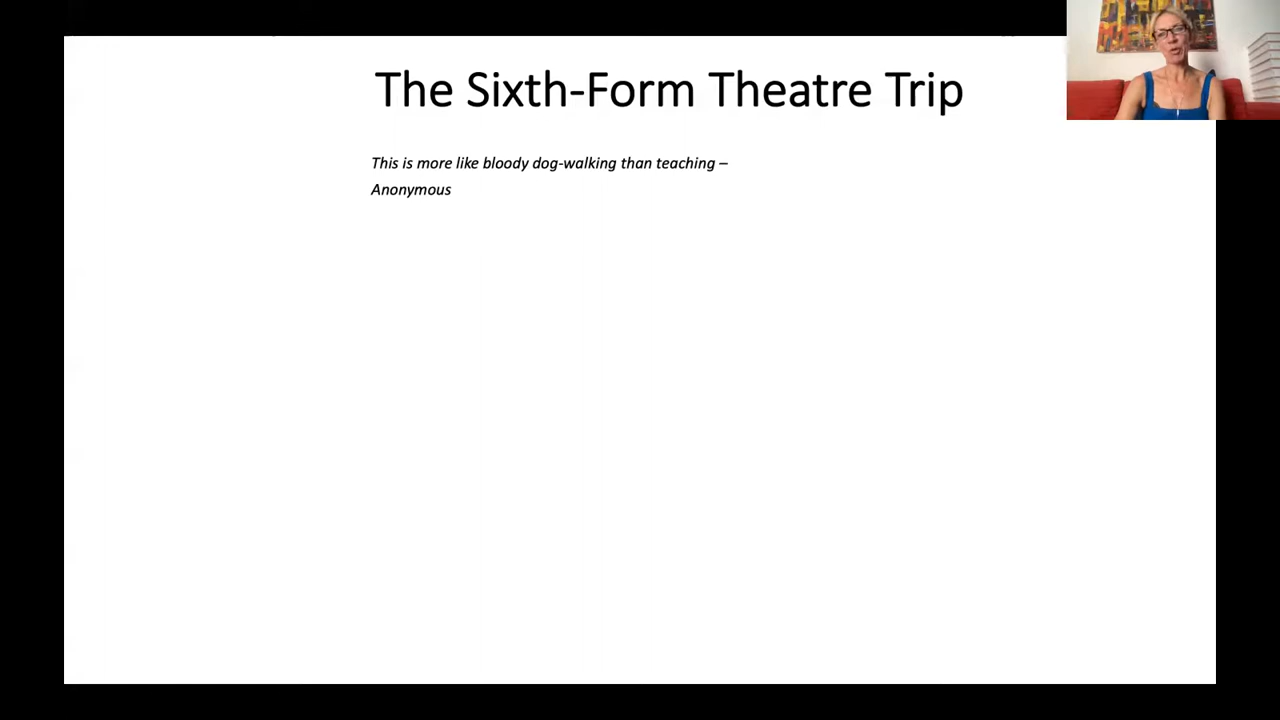 The Sixth-Form Theatre Trip
This is more like bloody dog-walking than teaching –
Anonymous